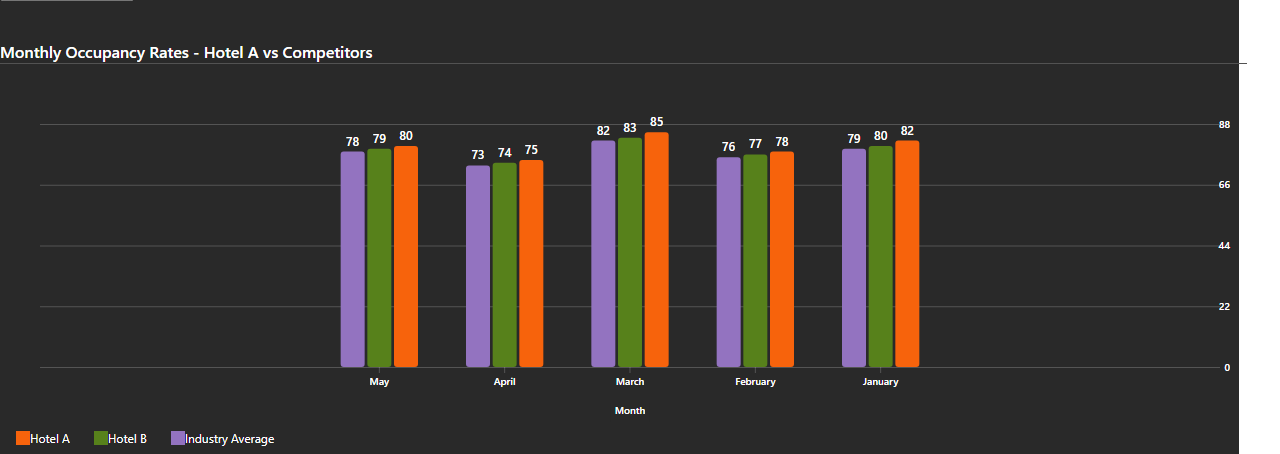 Monthly Occupancy Rates - Hotel A vs Competitors
88
66
44
22
0
78 79 80
73 74 75
82 83 85
76 77 78
79 80 82
May April March February January
Month
Hotel A Hotel B Industry Average